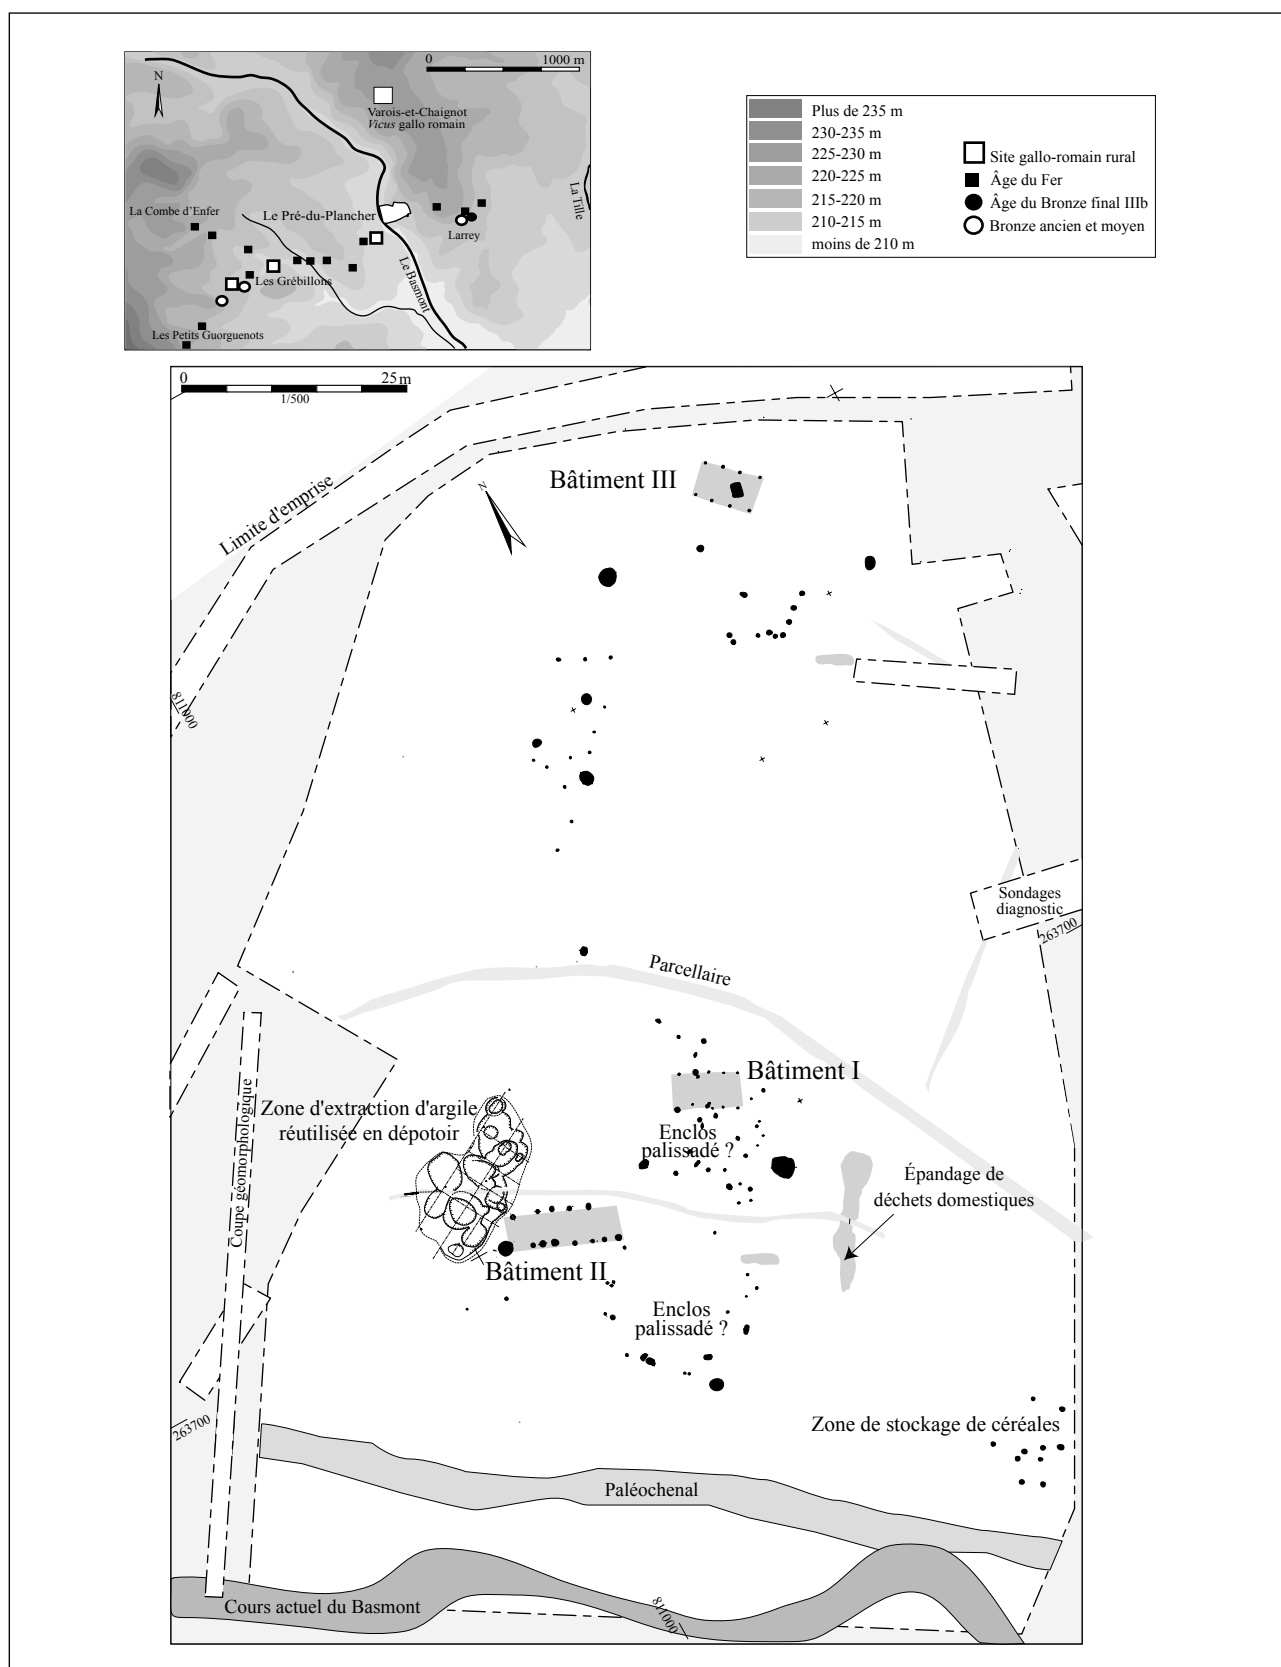 0 1000 m
N
Varois-et-Chaignot
Vicus gallo romain
La Tille
La Combe d'Enfer
Le Pré-du-Plancher
Larrey
Le Basmont
Les Grébillons
Les Petits Guorguenots
Plus de 235 m
230-235 m
225-230 m
220-225 m
215-220 m
210-215 m
moins de 210 m
Site gallo-romain rural
Âge du Fer
Âge du Bronze final IIIb
Bronze ancien et moyen
0 25 m
1/500
Limite d'emprise
N
Bâtiment III
811000
Sondages
diagnostic
263700
Parcellaire
Bâtiment I
Zone d'extraction d'argile
réutilisée en dépotoir
Enclos
palissadé ?
Coupe géomorphologique
Épandage de
déchets domestiques
Bâtiment II
Enclos
palissadé ?
263700
Zone de stockage de céréales
Paléochenal
Cours actuel du Basmont
811000